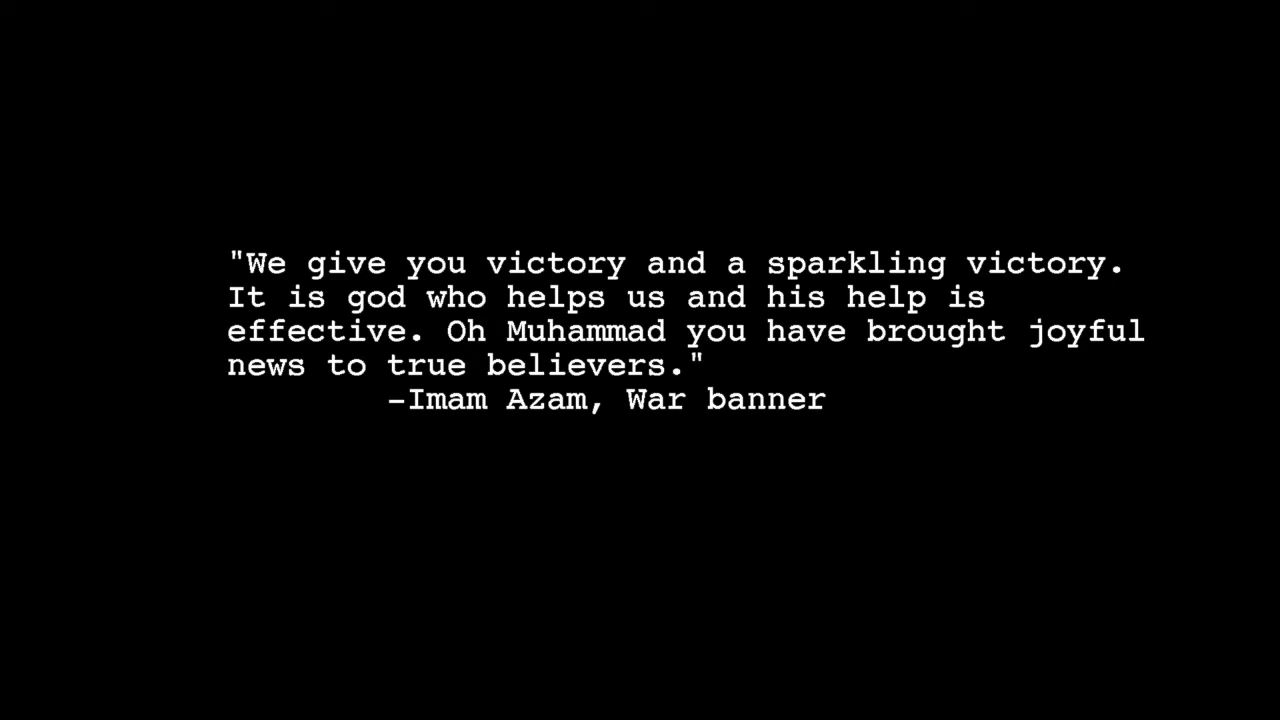 "We give you victory and a sparkling victory.
It is god who helps us and his help is
effective. Oh Muhammad you have brought joyful
news to true believers."
-Imam Azam, War banner